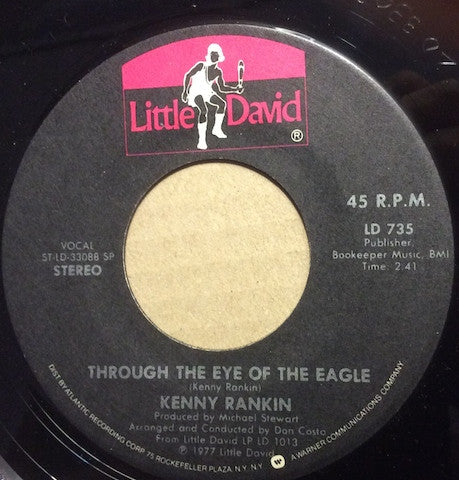 Little David
®
45 R.P.M.
LD 735
Publisher,
Bookeeper Music, BMI
Time: 2:41
VOCAL
ST-LD-33088 SP
STEREO
THROUGH THE EYE OF THE EAGLE
(Kenny Rankin)
KENNY RANKIN
Produced by Michael Stewart
Arranged and Conducted by Don Costa
From Little David LP LD 1013
℗ 1977 Little David
DIST BY ATLANTIC RECORDING CORP 75 ROCKEFELLER PLAZA, N.Y. N.Y. A WARNER COMMUNICATIONS COMPANY.